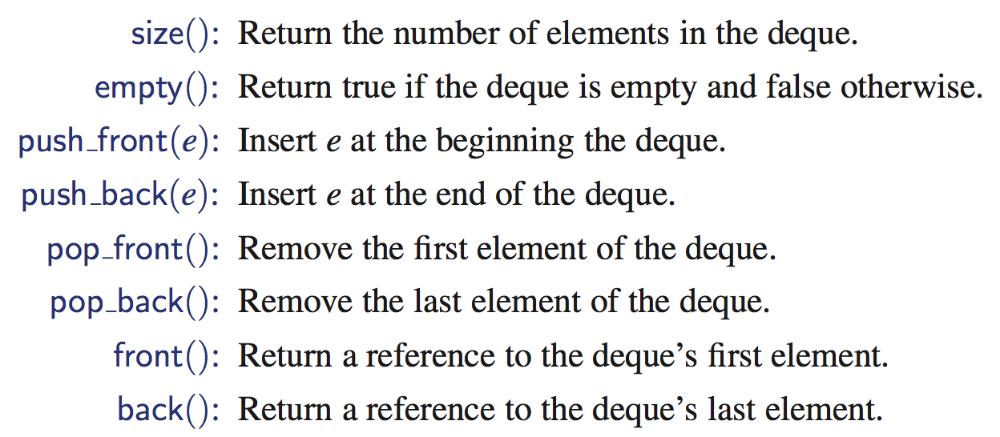 size(): Return the number of elements in the deque.
empty(): Return true if the deque is empty and false otherwise.
push_front(e): Insert e at the beginning the deque.
push_back(e): Insert e at the end of the deque.
pop_front(): Remove the first element of the deque.
pop_back(): Remove the last element of the deque.
front(): Return a reference to the deque’s first element.
back(): Return a reference to the deque’s last element.